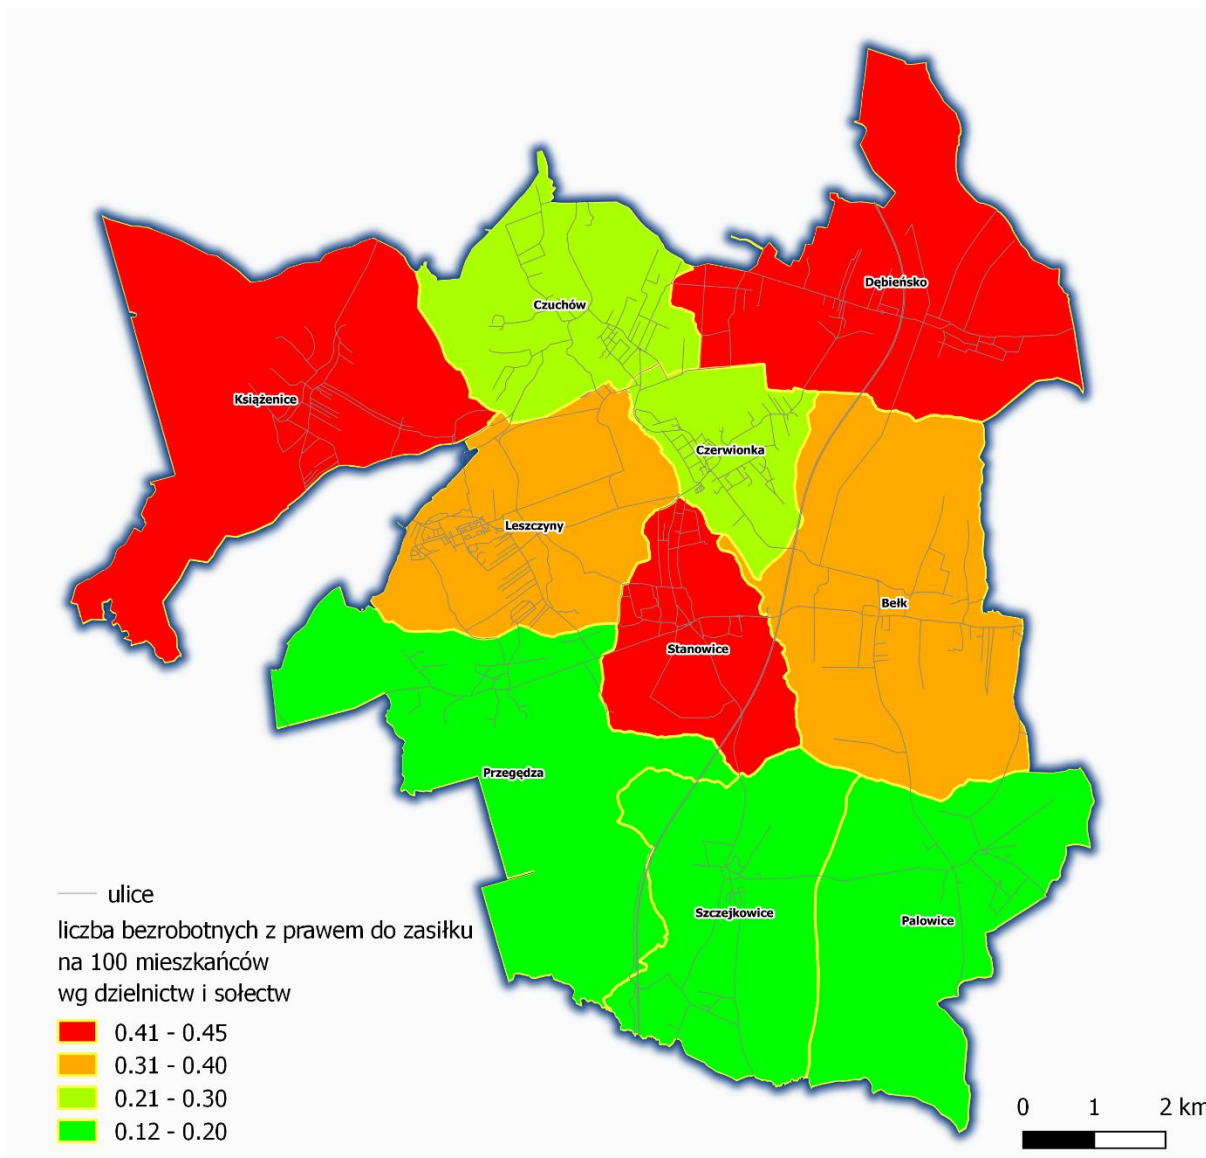 Dębieńsko
Czuchów
Książenice
Czerwionka
Leszczyny
Bełk
Stanowice
Przegędza
Szczejkowice
Palowice
ulice
liczba bezrobotnych z prawem do zasiłku
na 100 mieszkańców
wg dzielnictw i sołectw
0.41 - 0.45
0.31 - 0.40
0.21 - 0.30
0.12 - 0.20
0 1 2 km